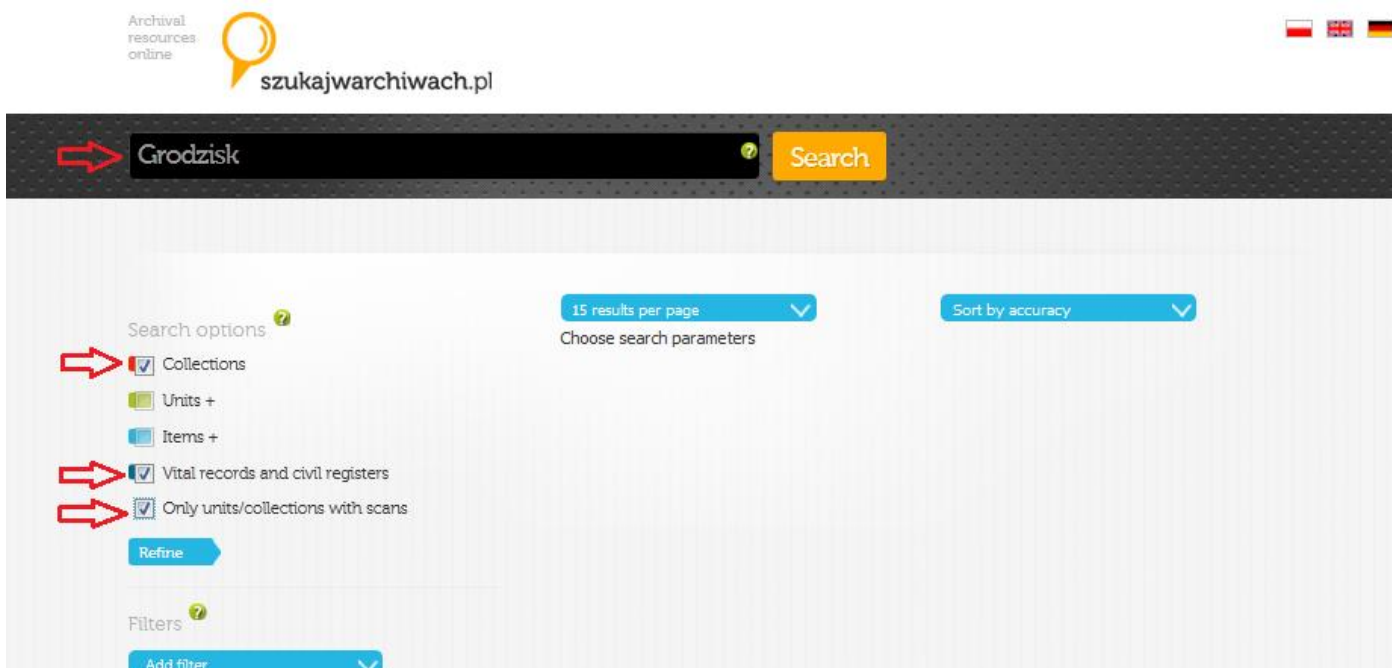 Archival
resources
online
szukajwarchiwach.pl
Grodzisk
?
Search
Search options ?
15 results per page
Sort by accuracy
Choose search parameters
Collections
Units +
Items +
Vital records and civil registers
Only units/collections with scans
Refine
Filters ?
Add filter